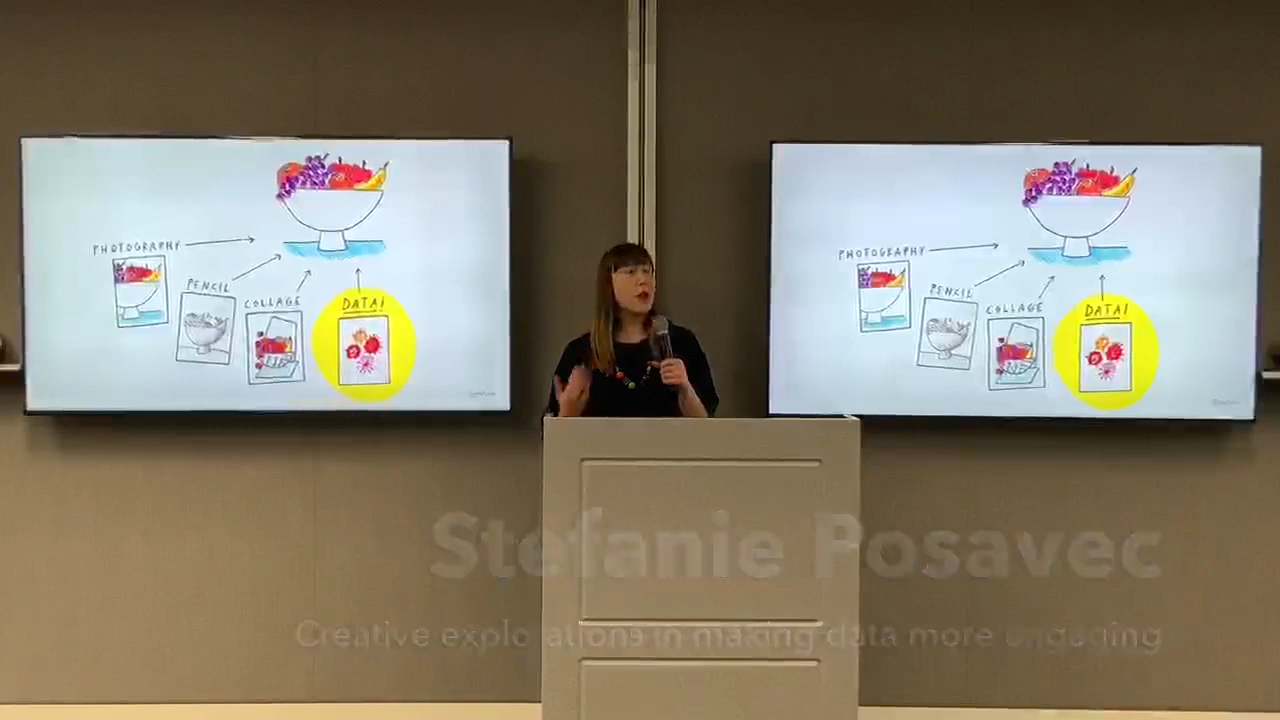 PHOTOGRAPHY
PENCIL
COLLAGE
DATA!
PHOTOGRAPHY
PENCIL
COLLAGE
DATA!
Stefanie Posavec
Creative explorations in making data more engaging